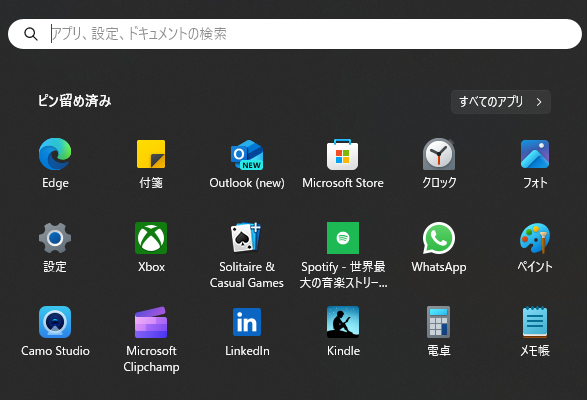 アプリ、設定、ドキュメントの検索
ピン留め済み
すべてのアプリ
NEW
Edge
付箋
Outlook (new)
Microsoft Store
クロック
フォト
設定
Xbox
Solitaire &
Casual Games
Spotify - 世界最
大の音楽ストリー...
WhatsApp
ペイント
in
Camo Studio
Microsoft
Clipchamp
LinkedIn
Kindle
電卓
メモ帳